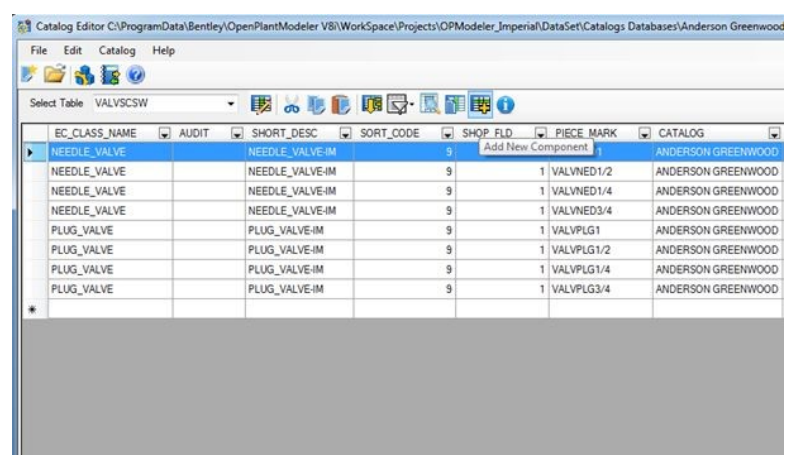 Catalog Editor C:\ProgramData\Bentley\OpenPlantModeler V8i\WorkSpace\Projects\OPModeler_Imperial\DataSet\Catalogs Databases\Anderson Greenwood
File Edit Catalog Help
Select Table VALVSCSW
EC_CLASS_NAME AUDIT SHORT_DESC SORT_CODE SHOP_FLD PIECE_MARK CATALOG
NEEDLE_VALVE NEEDLE_VALVE-IM 9 1 ANDERSON GREENWOOD
Add New Component
NEEDLE_VALVE NEEDLE_VALVE-IM 9 1 VALVNED1/2 ANDERSON GREENWOOD
NEEDLE_VALVE NEEDLE_VALVE-IM 9 1 VALVNED1/4 ANDERSON GREENWOOD
NEEDLE_VALVE NEEDLE_VALVE-IM 9 1 VALVNED3/4 ANDERSON GREENWOOD
PLUG_VALVE PLUG_VALVE-IM 9 1 VALVPLG1 ANDERSON GREENWOOD
PLUG_VALVE PLUG_VALVE-IM 9 1 VALVPLG1/2 ANDERSON GREENWOOD
PLUG_VALVE PLUG_VALVE-IM 9 1 VALVPLG1/4 ANDERSON GREENWOOD
PLUG_VALVE PLUG_VALVE-IM 9 1 VALVPLG3/4 ANDERSON GREENWOOD